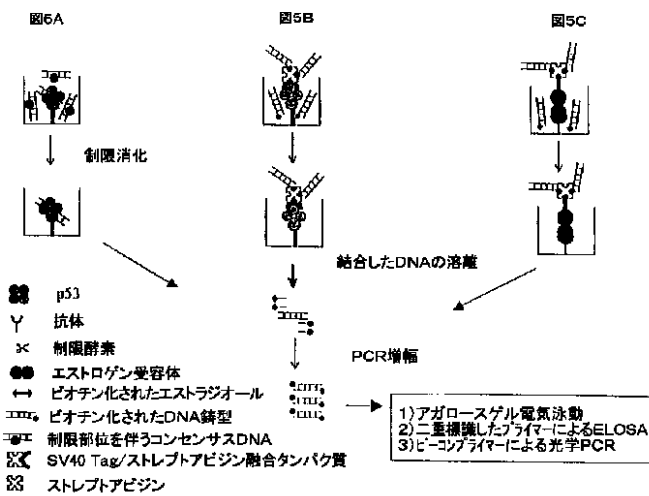 図5A
図5B
図5C
制限消化
結合したDNAの溶離
p53
抗体
制限酵素
エストロゲン受容体
ビオテン化されたエストラジオール
ビオテン化されたDNA鋳型
制限部位を伴うコンセンサスDNA
SV40 Tag/ストレプトアビジン融合タンパク質
ストレプトアビジン
PCR増幅
1)アガロースゲル電気泳動
2)二重標識したプライマーによるELOSA
3)ビーコンプライマーによる光学PCR